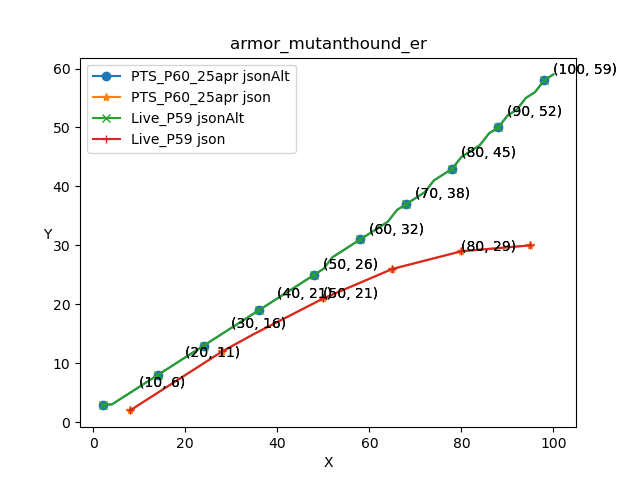 armor_mutanthound_er
PTS_P60_25apr jsonAlt
PTS_P60_25apr json
Live_P59 jsonAlt
Live_P59 json
60
50
40
30
20
10
0
Y
(100, 59)
(90, 52)
(80, 45)
(70, 38)
(60, 32)
(80, 29)
(50, 26)
(40, 21)
(50, 21)
(30, 16)
(20, 11)
(10, 6)
0 20 40 60 80 100
X